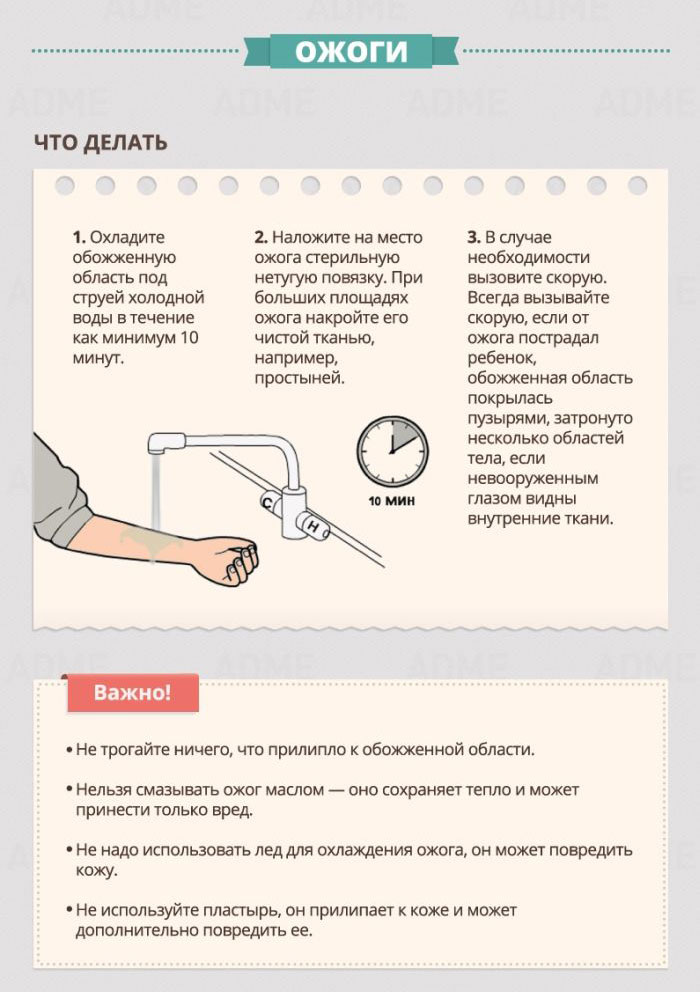 ОЖОГИ
ЧТО ДЕЛАТЬ
1. Охладите
обожженную
область под
струей холодной
воды в течение
как минимум 10
минут.
2. Наложите на место
ожога стерильную
нетугую повязку. При
больших площадях
ожога накройте его
чистой тканью,
например,
простыней.
3. В случае
необходимости
вызовите скорую.
Всегда вызывайте
скорую, если от
ожога пострадал
ребенок,
обожженная область
покрылась
пузырями, затронуто
несколько областей
тела, если
невооруженным
глазом видны
внутренние ткани.
10 МИН
C
H
Важно!
• Не трогайте ничего, что прилипло к обожженной области.
• Нельзя смазывать ожог маслом — оно сохраняет тепло и может
принести только вред.
• Не надо использовать лед для охлаждения ожога, он может повредить
кожу.
• Не используйте пластырь, он прилипает к коже и может
дополнительно повредить ее.
ADME